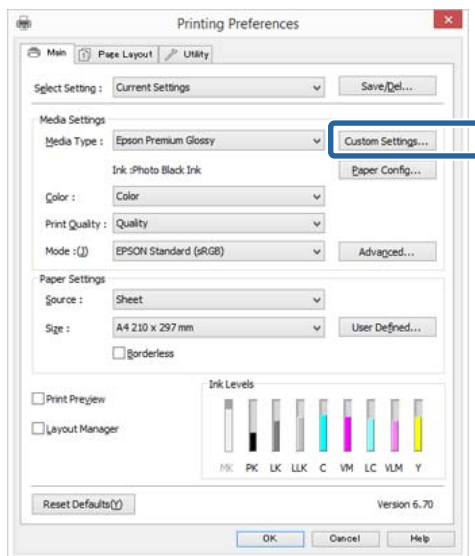 Printing Preferences
Main Page Layout Utility
Select Setting : Current Settings Save/Del...
Media Settings
Media Type : Epson Premium Glossy Custom Settings...
Ink :Photo Black Ink Paper Config...
Color : Color
Print Quality : Quality
Mode :(J) EPSON Standard (sRGB) Advanced...
Paper Settings
Source : Sheet
Size : A4 210 x 297 mm User Defined...
Borderless
Print Preview
Layout Manager
Ink Levels
MK PK LK LLK C VM LC VLM Y
Reset Defaults(Y) Version 6.70
OK Cancel Help